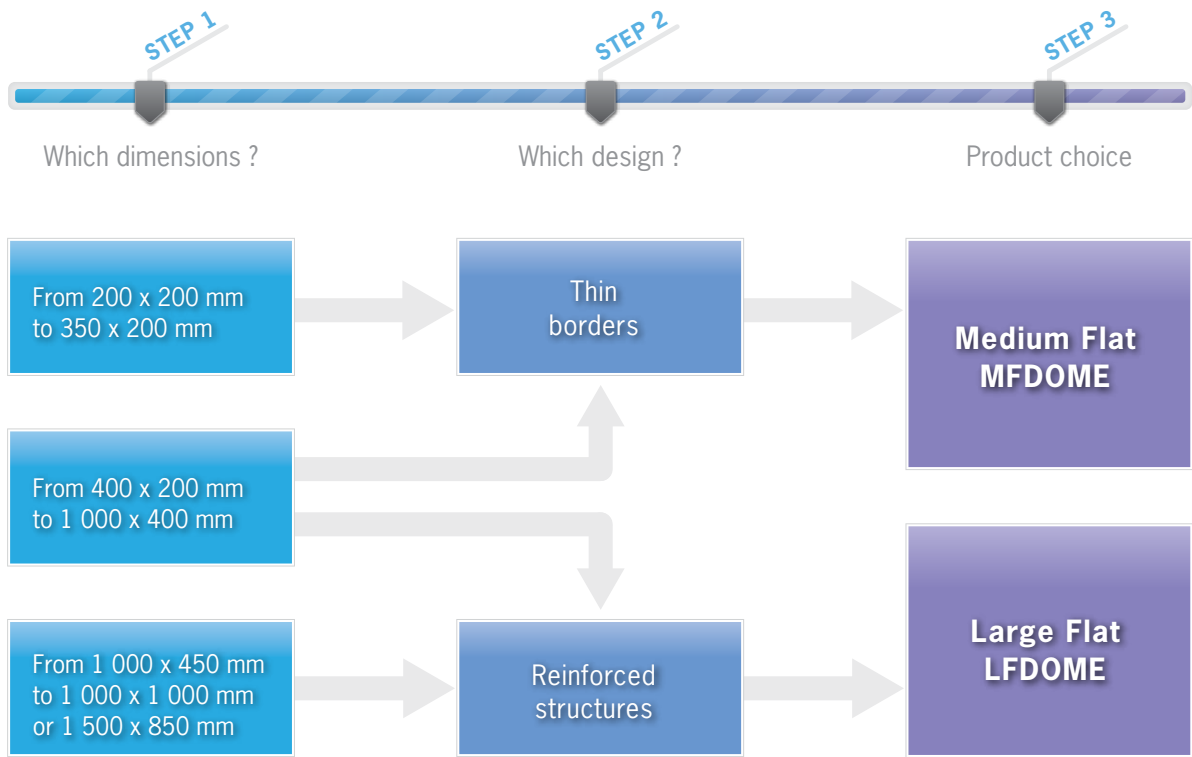 STEP 1
STEP 2
STEP 3
Which dimensions ?
Which design ?
Product choice
From 200 x 200 mm
to 350 x 200 mm
Thin
borders
Medium Flat
MFDOME
From 400 x 200 mm
to 1 000 x 400 mm
From 1 000 x 450 mm
to 1 000 x 1 000 mm
or 1 500 x 850 mm
Reinforced
structures
Large Flat
LFDOME